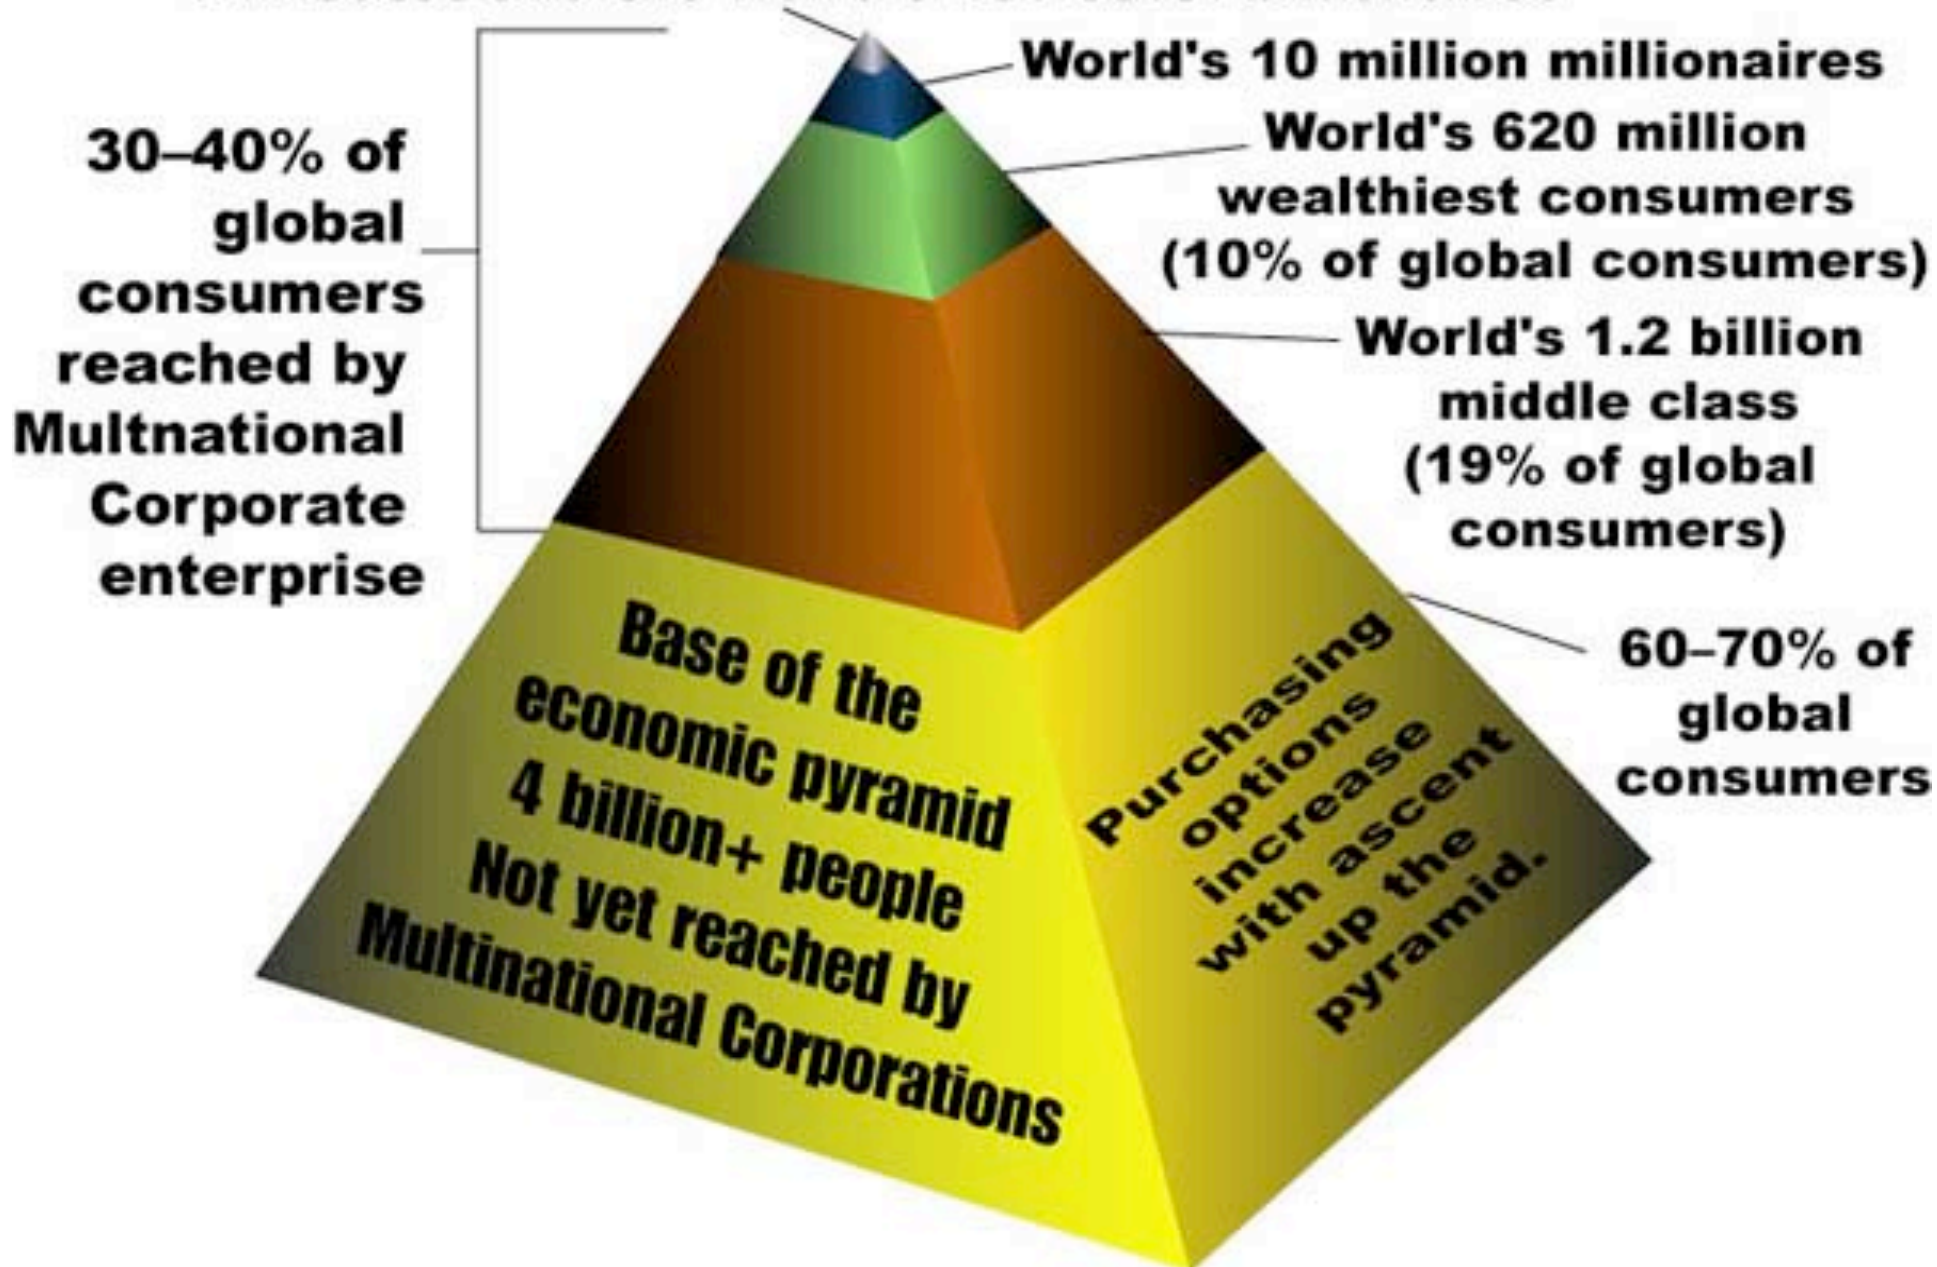 World's 10 million millionaires
World's 620 million
wealthiest consumers
(10% of global consumers)
World's 1.2 billion
middle class
(19% of global
consumers)
30–40% of
global
consumers
reached by
Multnational
Corporate
enterprise
60–70% of
global
consumers
Base of the
economic pyramid
4 billion+ people
Not yet reached by
Multinational Corporations
Purchasing
options
increase
with ascent
up the
pyramid.